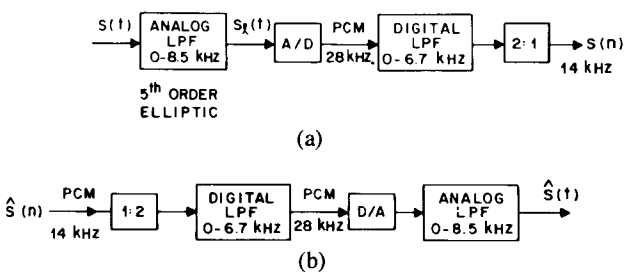 S(t) ANALOG LPF 0-8.5 kHz Sℓ(t) A/D PCM 28 kHz. DIGITAL LPF 0-6.7 kHz 2:1 S(n) 14 kHz
5th ORDER
ELLIPTIC
(a)
Ŝ(n) PCM 14 kHz 1:2 DIGITAL LPF 0-6.7 kHz PCM 28 kHz D/A ANALOG LPF 0-8.5 kHz Ŝ(t)
(b)